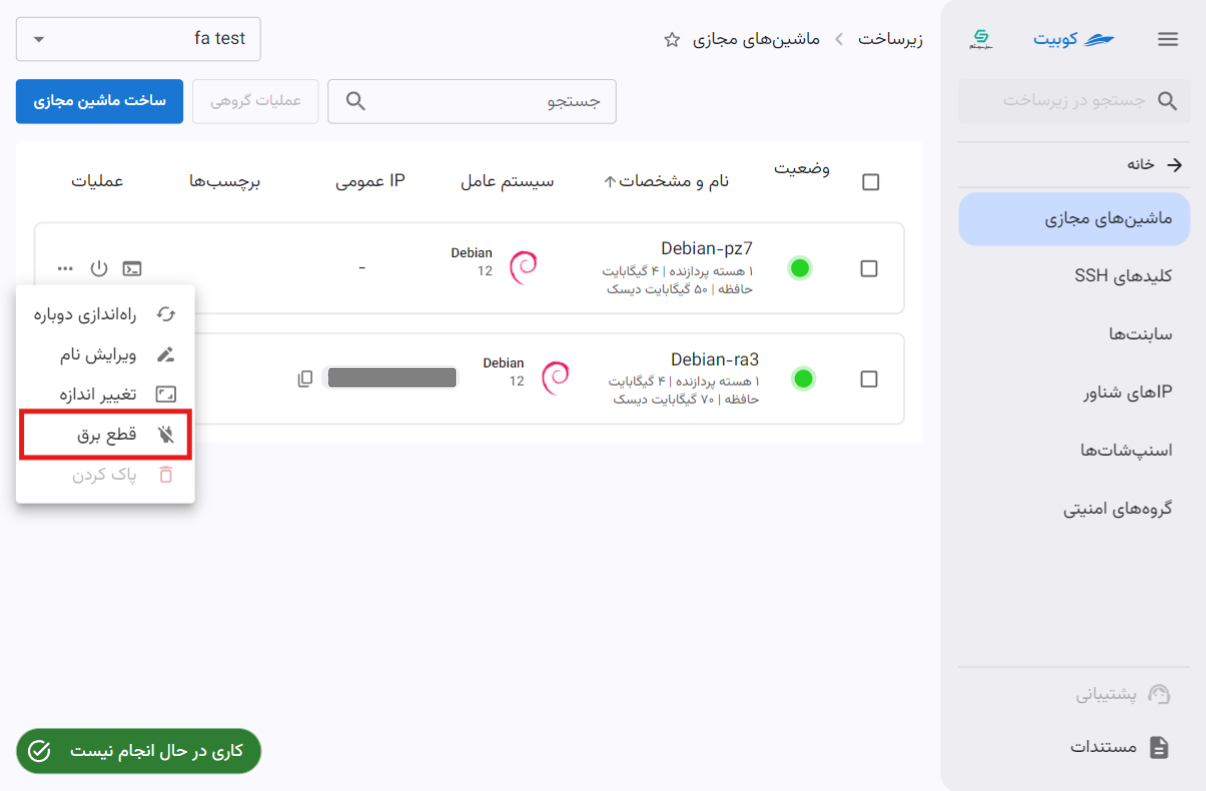 کوبیت
جستجو در زیرساخت
خانه
ماشین‌های مجازی
کلیدهای SSH
سابنت‌ها
IPهای شناور
اسنپ‌شات‌ها
گروه‌های امنیتی
پشتیبانی
مستندات
زیرساخت
ماشین‌های مجازی
fa test
جستجو
عملیات گروهی
ساخت ماشین مجازی
وضعیت
نام و مشخصات
سیستم عامل
IP عمومی
برچسب‌ها
عملیات
Debian-pz7
۱ هسته پردازنده | ۴ گیگابایت
حافظه | ۵۰ گیگابایت دیسک
Debian
12
-
Debian-ra3
۱ هسته پردازنده | ۴ گیگابایت
حافظه | ۷۰ گیگابایت دیسک
Debian
12
راه‌اندازی دوباره
ویرایش نام
تغییر اندازه
قطع برق
پاک کردن
کاری در حال انجام نیست